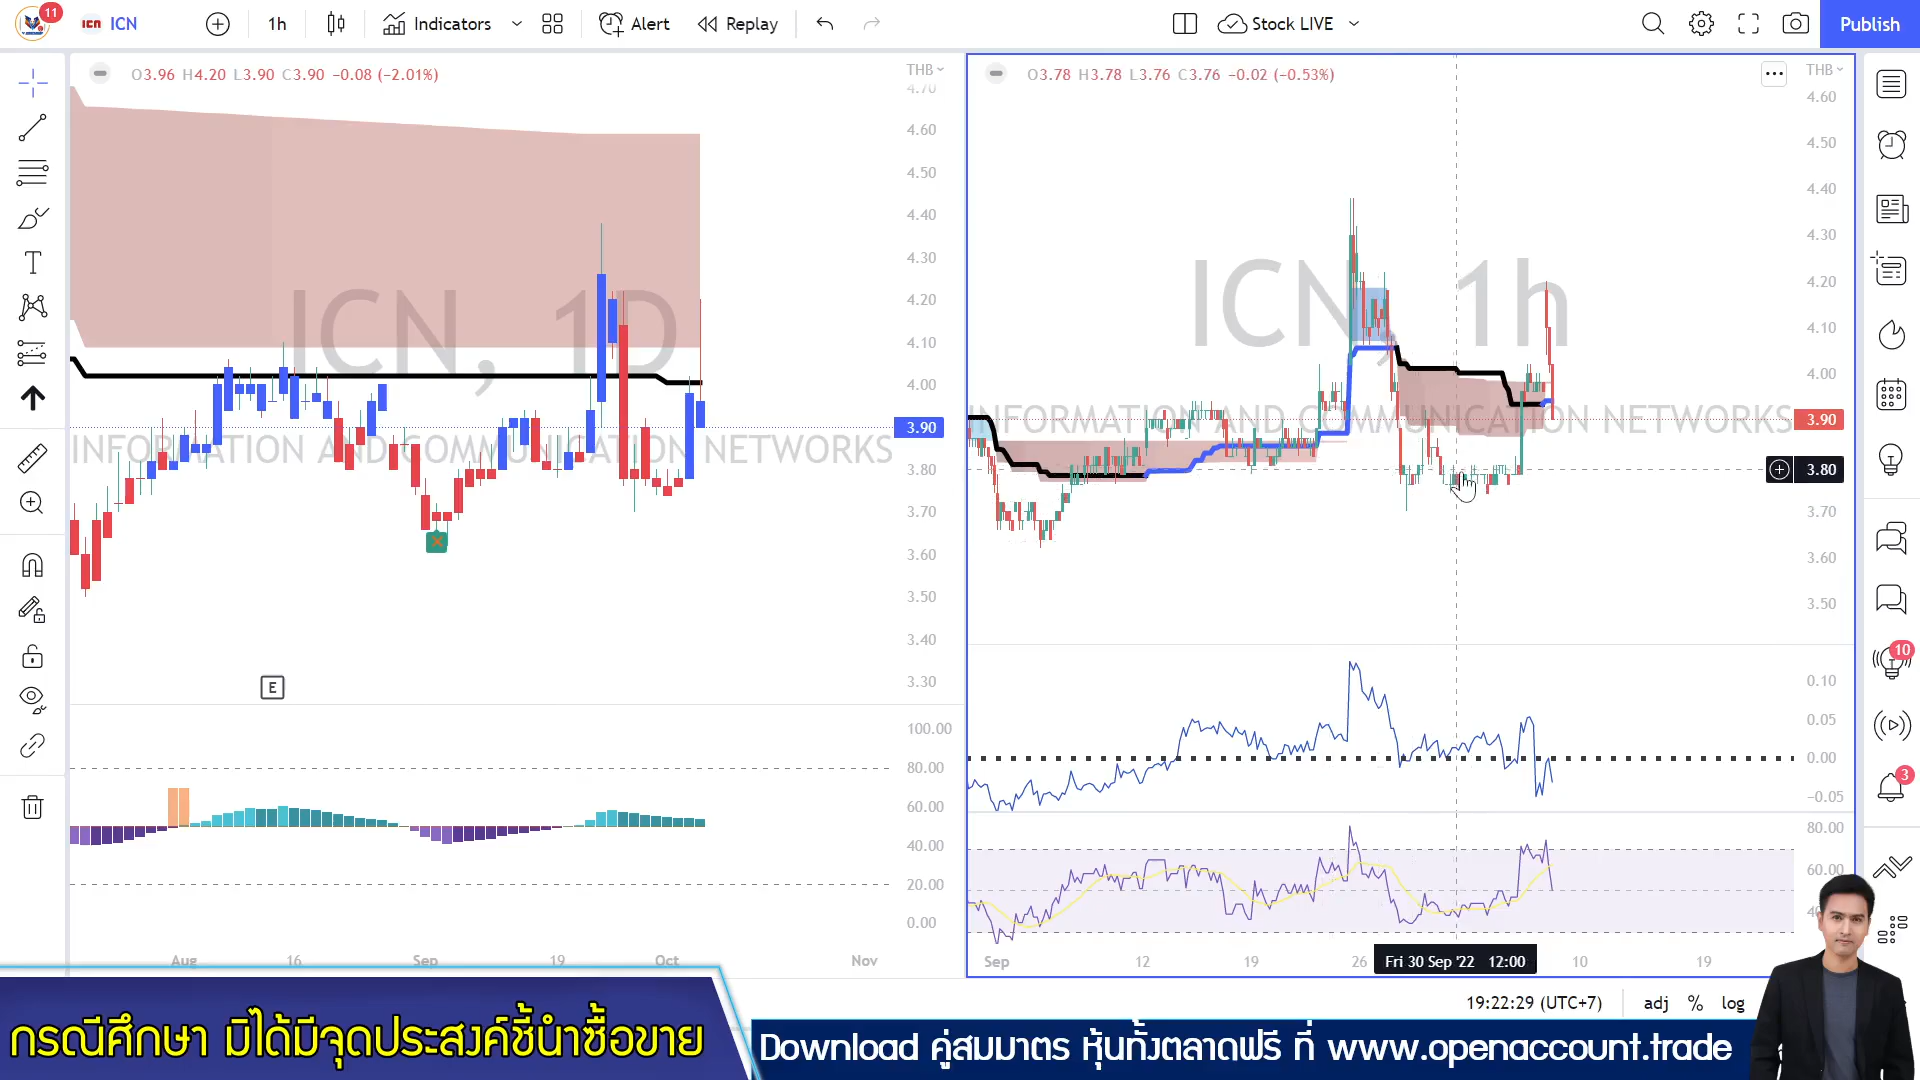 11
ICN ICN
1h
Indicators
Alert
Replay
Stock LIVE
Publish
O3.96 H4.20 L3.90 C3.90 −0.08 (−2.01%)
THB
4.70
4.60
4.50
4.40
4.30
4.20
4.10
4.00
3.90
3.80
3.70
3.60
3.50
3.40
3.30
ICN, 1D
INFORMATION AND COMMUNICATION NETWORKS
E
100.00
80.00
60.00
40.00
20.00
0.00
Aug
16
Sep
19
Oct
Nov
O3.78 H3.78 L3.76 C3.76 −0.02 (−0.53%)
THB
4.60
4.50
4.40
4.30
4.20
4.10
4.00
3.90
3.80
3.70
3.60
3.50
ICN, 1h
INFORMATION AND COMMUNICATION NETWORKS
0.10
0.05
0.00
−0.05
80.00
60.00
Sep
12
19
26
Fri 30 Sep '22 12:00
10
19
10
3
19:22:29 (UTC+7)
adj
%
log
กรณีศึกษา มิได้มีจุดประสงค์ชี้นำซื้อขาย
Download คู่สมมาตร หุ้นทั้งตลาดฟรี ที่ www.openaccount.trade